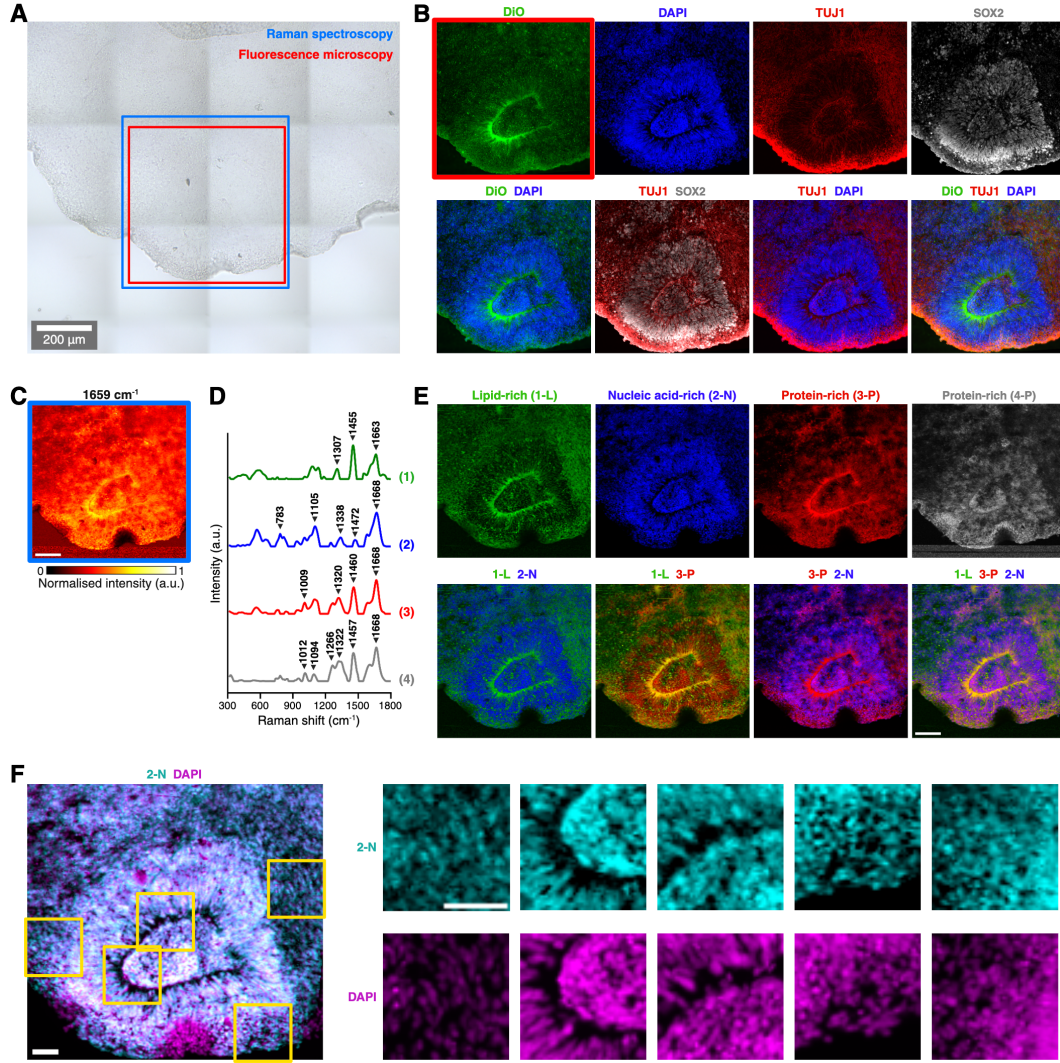 A
Raman spectroscopy
Fluorescence microscopy
200 µm
B
DiO
DAPI
TUJ1
SOX2
DiO DAPI
TUJ1 SOX2
TUJ1 DAPI
DiO TUJ1 DAPI
C
1659 cm-1
0
1
Normalised intensity (a.u.)
D
Intensity (a.u.)
1307
1455
1663
(1)
783
1105
1338
1472
1668
(2)
1009
1320
1460
1668
(3)
1012
1094
1266
1322
1457
1668
(4)
300 600 900 1200 1500 1800
Raman shift (cm-1)
E
Lipid-rich (1-L)
Nucleic acid-rich (2-N)
Protein-rich (3-P)
Protein-rich (4-P)
1-L 2-N
1-L 3-P
3-P 2-N
1-L 3-P 2-N
F
2-N DAPI
2-N
DAPI